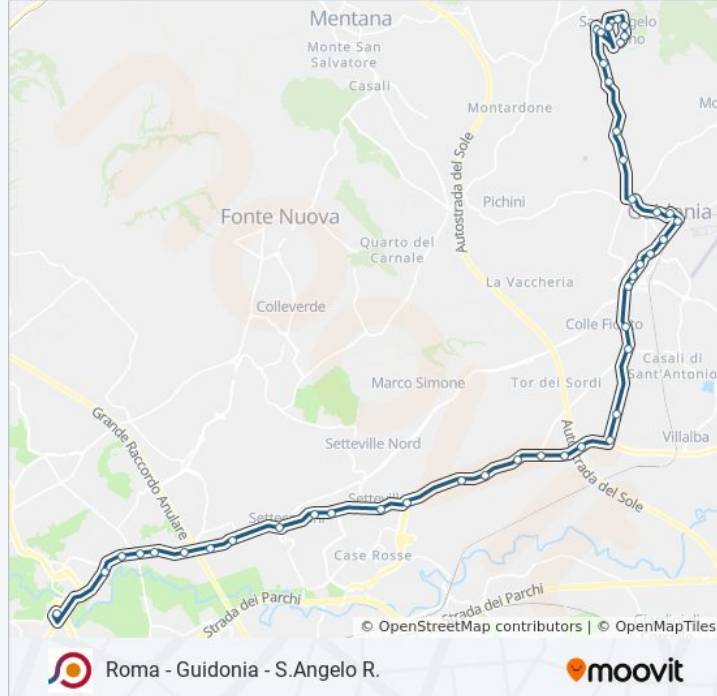 Mentana
Monte San
Salvatore
Casali
Montardone
Autostrada del Sole
Pichini
Fonte Nuova
Quarto del
Carnale
La Vaccheria
Colleverde
Colle
Casali di
Sant'Antonio
Marco Simone
Tor dei Sordi
Grande Raccordo Anulare
Setteville Nord
Villalba
Autostrada del Sole
Case Rosse
Strada dei Parchi
Strada dei Parchi
© OpenStreetMap contributors | © OpenMapTiles
Roma - Guidonia - S.Angelo R.
moovit